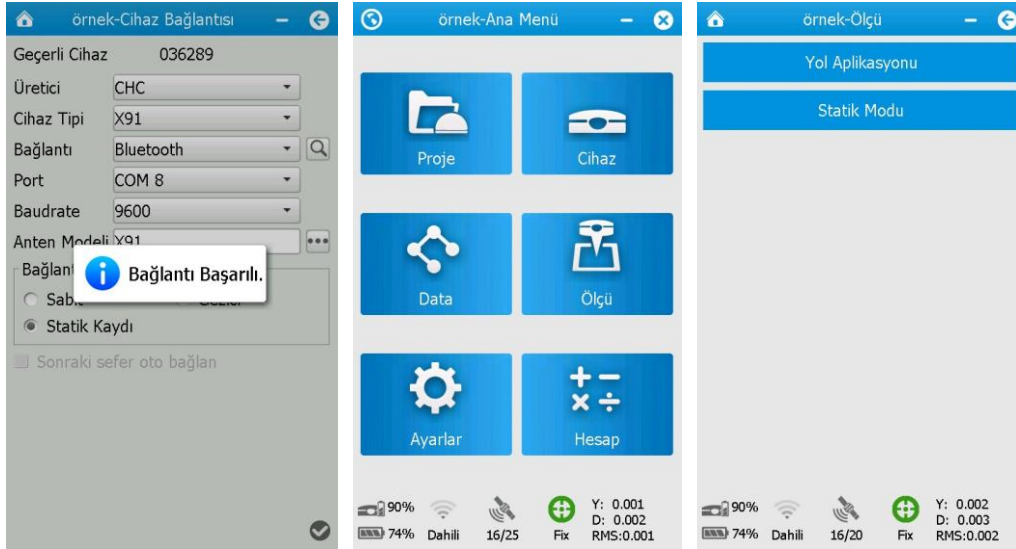 örnek-Cihaz Bağlantısı
Geçerli Cihaz 036289
Üretici CHC
Cihaz Tipi X91
Bağlantı Bluetooth
Port COM 8
Baudrate 9600
Anten Modeli X91
Bağlant
Bağlantı Başarılı.
Statik Kaydı
Sonraki sefer oto bağlan
örnek-Ana Menü
Proje
Cihaz
Data
Ölçü
Ayarlar
Hesap
90%
74% Dahili 16/25 Fix
Y: 0.001
D: 0.002
RMS:0.001
örnek-Ölçü
Yol Aplikasyonu
Statik Modu
90%
74% Dahili 16/20 Fix
Y: 0.002
D: 0.003
RMS:0.002